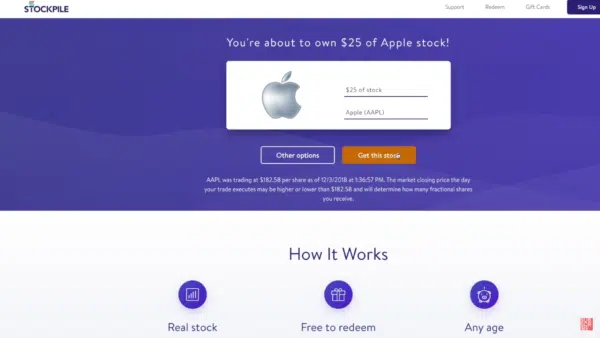 STOCKPILE
Support Redeem Gift Cards Sign Up
You're about to own $25 of Apple stock!
$25 of stock
Apple (AAPL)
Other options Get this stock
AAPL was trading at $182.58 per share as of 12/3/2018 at 1:36:57 PM. The market closing price the day
your trade executes may be higher or lower than $182.58 and will determine how many fractional shares
you receive.
How It Works
Real stock Free to redeem Any age